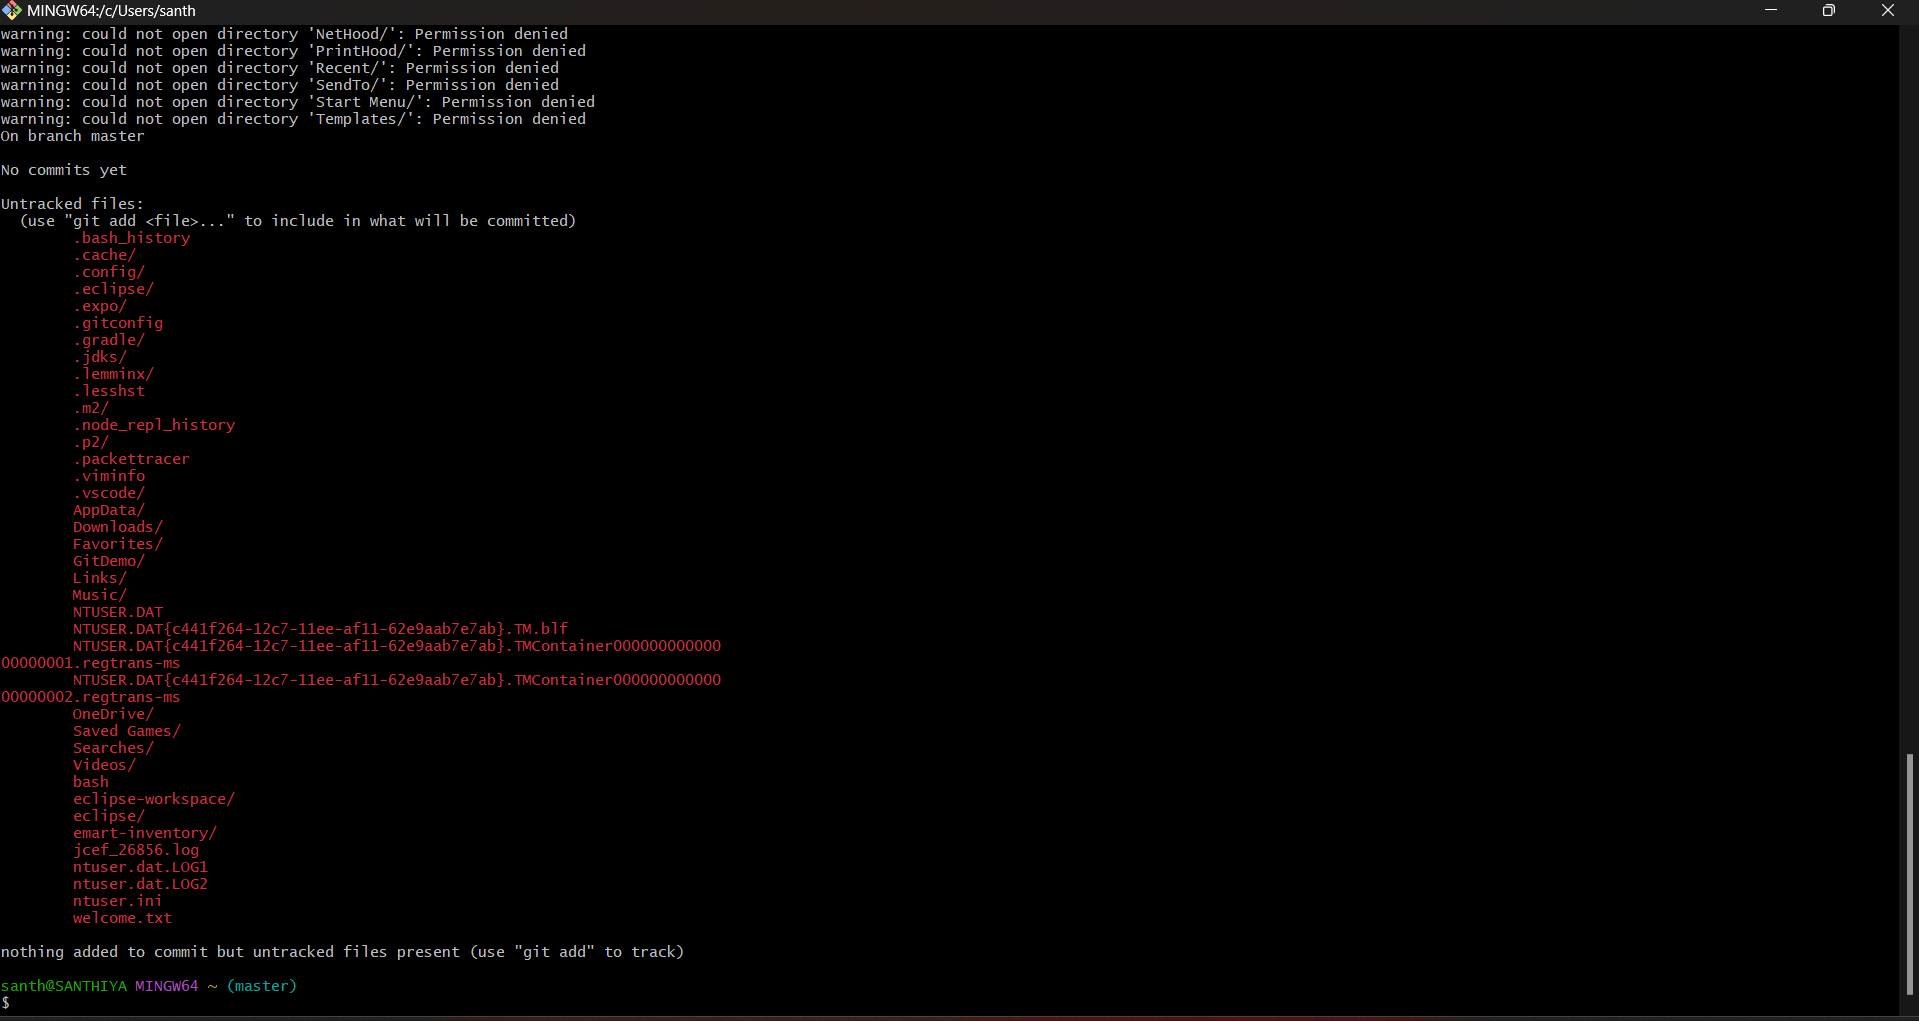 MINGW64:/c/Users/santh
warning: could not open directory 'NetHood/': Permission denied
warning: could not open directory 'PrintHood/': Permission denied
warning: could not open directory 'Recent/': Permission denied
warning: could not open directory 'SendTo/': Permission denied
warning: could not open directory 'Start Menu/': Permission denied
warning: could not open directory 'Templates/': Permission denied
On branch master
No commits yet
Untracked files:
  (use "git add <file>..." to include in what will be committed)
        .bash_history
        .cache/
        .config/
        .eclipse/
        .expo/
        .gitconfig
        .gradle/
        .jdks/
        .lemminx/
        .lesshst
        .m2/
        .node_repl_history
        .p2/
        .packettracer
        .viminfo
        .vscode/
        AppData/
        Downloads/
        Favorites/
        GitDemo/
        Links/
        Music/
        NTUSER.DAT
        NTUSER.DAT{c441f264-12c7-11ee-af11-62e9aab7e7ab}.TM.blf
        NTUSER.DAT{c441f264-12c7-11ee-af11-62e9aab7e7ab}.TMContainer000000000000
00000001.regtrans-ms
        NTUSER.DAT{c441f264-12c7-11ee-af11-62e9aab7e7ab}.TMContainer000000000000
00000002.regtrans-ms
        OneDrive/
        Saved Games/
        Searches/
        Videos/
        bash
        eclipse-workspace/
        eclipse/
        emart-inventory/
        jcef_26856.log
        ntuser.dat.LOG1
        ntuser.dat.LOG2
        ntuser.ini
        welcome.txt
nothing added to commit but untracked files present (use "git add" to track)
santh@SANTHIYA MINGW64 ~ (master)
$